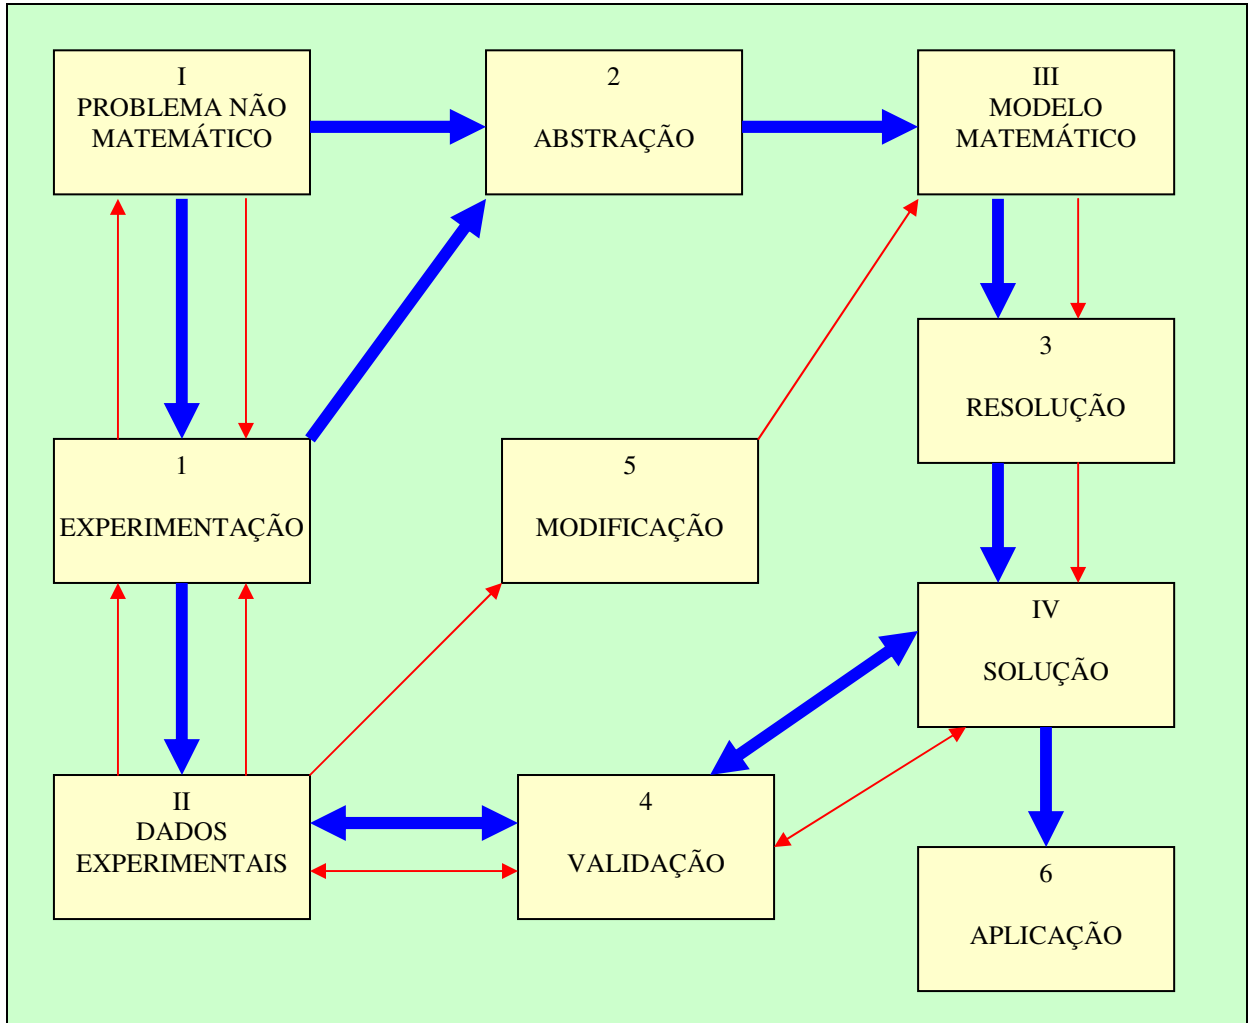 I
PROBLEMA NÃO
MATEMÁTICO
2
ABSTRAÇÃO
III
MODELO
MATEMÁTICO
3
RESOLUÇÃO
1
EXPERIMENTAÇÃO
5
MODIFICAÇÃO
IV
SOLUÇÃO
II
DADOS
EXPERIMENTAIS
4
VALIDAÇÃO
6
APLICAÇÃO